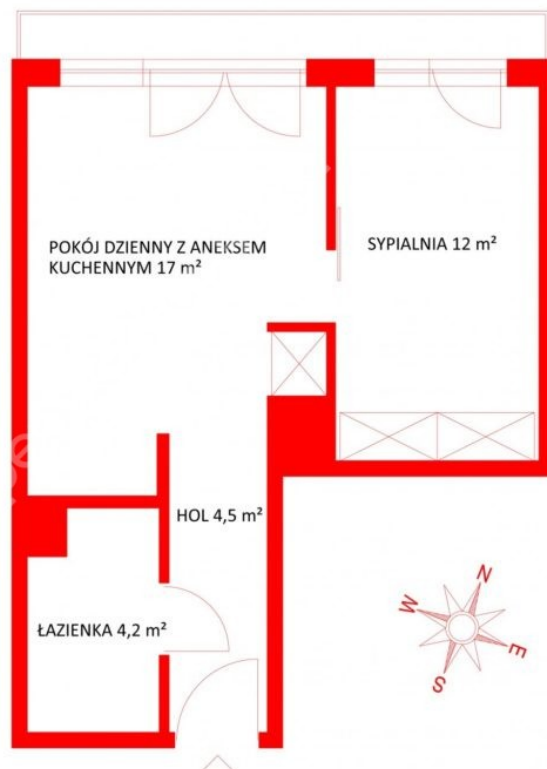 POKÓJ DZIENNY Z ANEKSEM
KUCHENNYM 17 m²
SYPIALNIA 12 m²
HOL 4,5 m²
ŁAZIENKA 4,2 m²
N
W
E
S